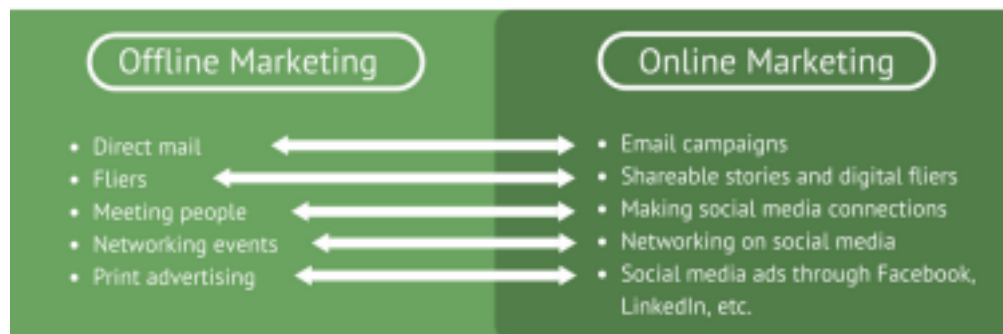 Offline Marketing
• Direct mail
• Fliers
• Meeting people
• Networking events
• Print advertising
Online Marketing
• Email campaigns
• Shareable stories and digital fliers
• Making social media connections
• Networking on social media
• Social media ads through Facebook,
LinkedIn, etc.